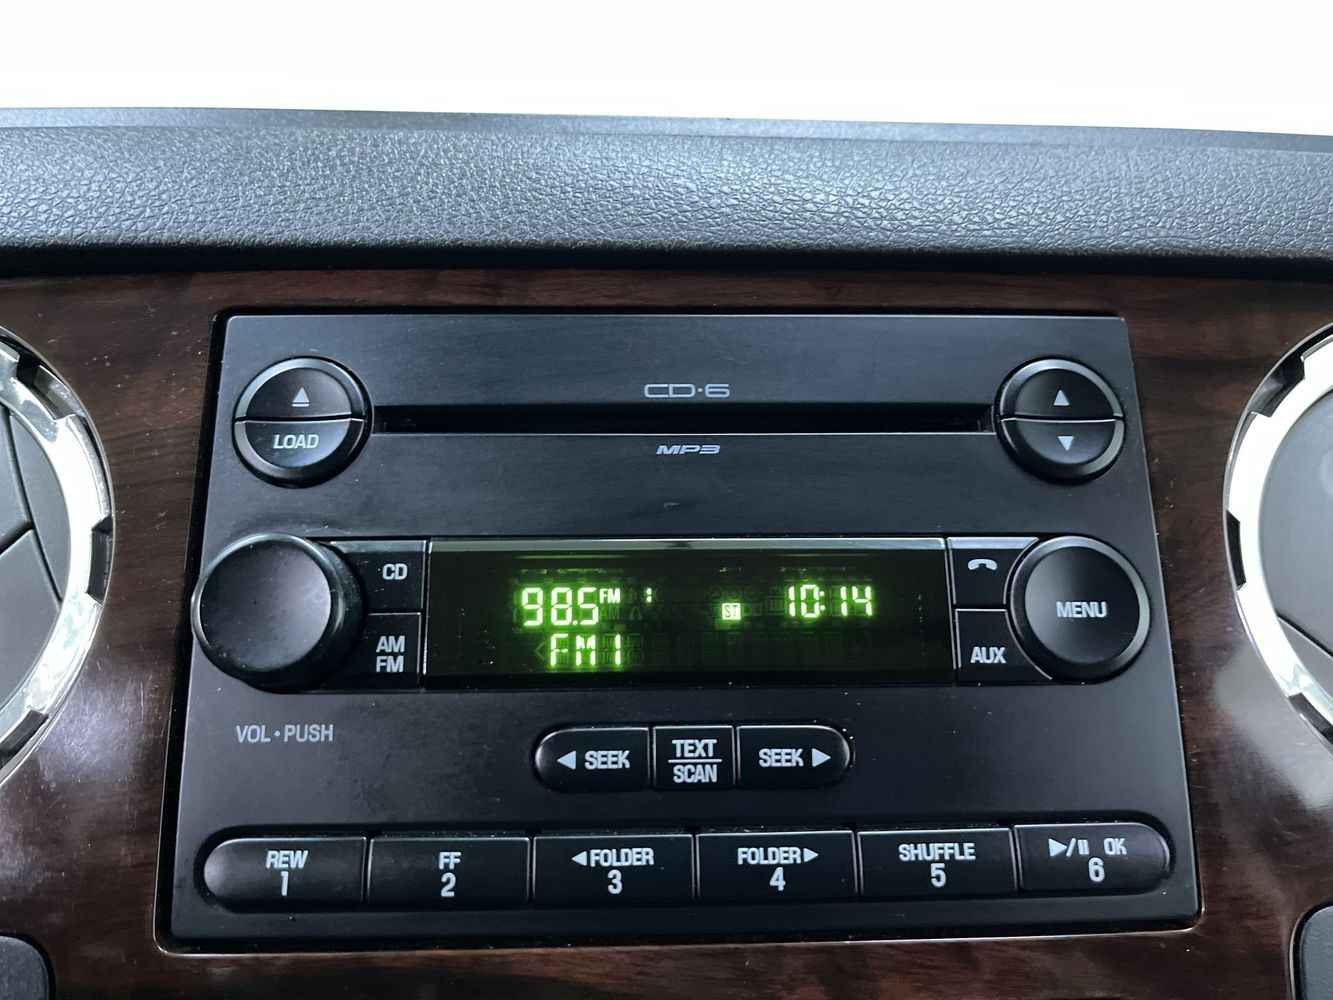 CD·6
LOAD
MP3
CD
98.5 FM 1 ST 10:14
FM1
AM
FM
MENU
AUX
VOL • PUSH
◀ SEEK
TEXT
SCAN
SEEK ▶
REW
1
FF
2
◀FOLDER
3
FOLDER▶
4
SHUFFLE
5
▶/⏸ OK
6